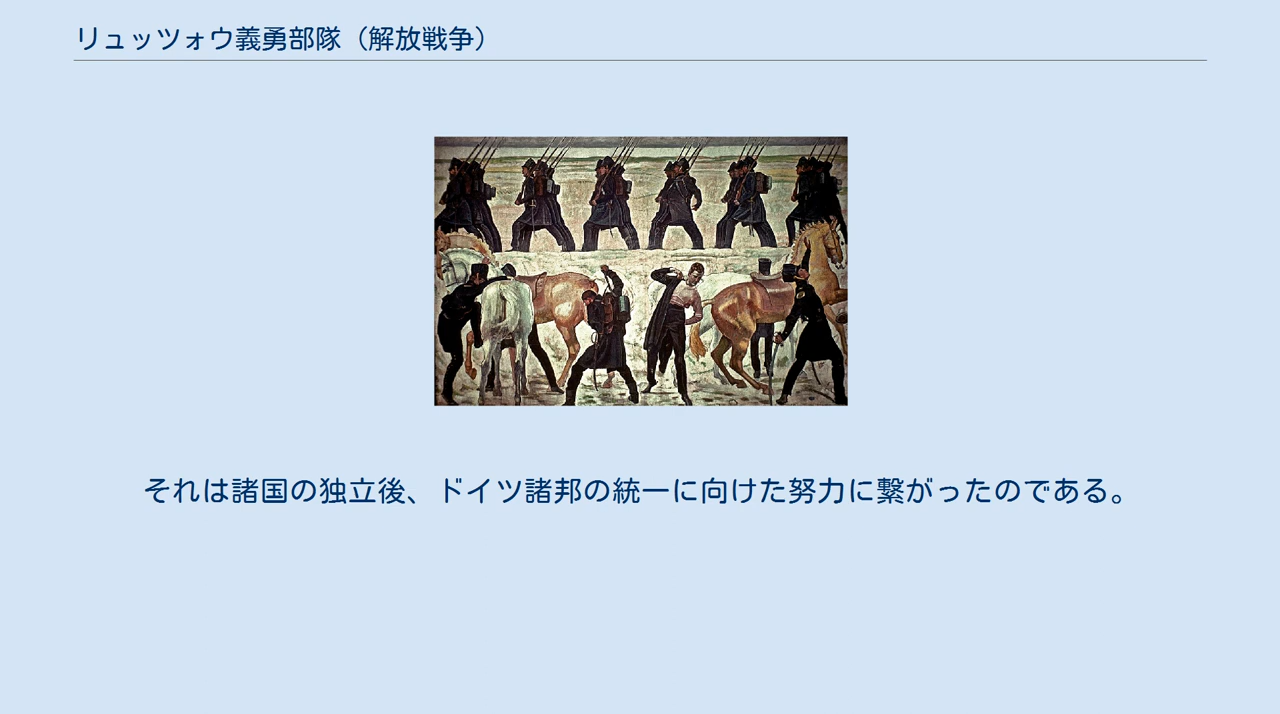 リュッツォウ義勇部隊（解放戦争）
それは諸国の独立後、ドイツ諸邦の統一に向けた努力に繋がったのである。